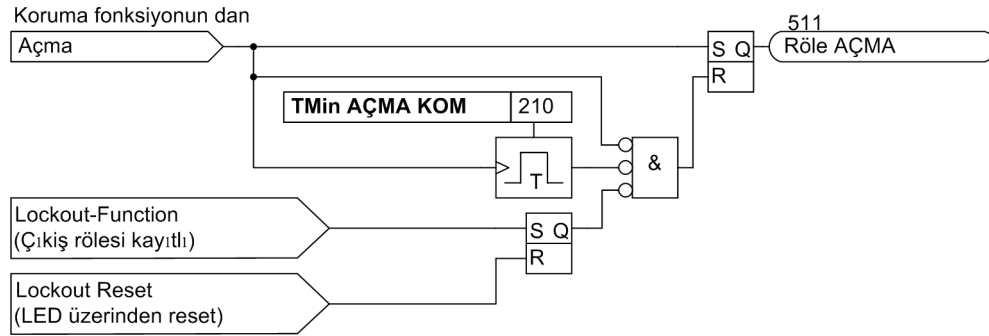 Koruma fonksiyonun dan
Açma
511
S Q
Röle AÇMA
R
TMin AÇMA KOM 210
T
&
Lockout-Function
(Çıkiş rölesi kayıtlı)
S Q
R
Lockout Reset
(LED üzerinden reset)